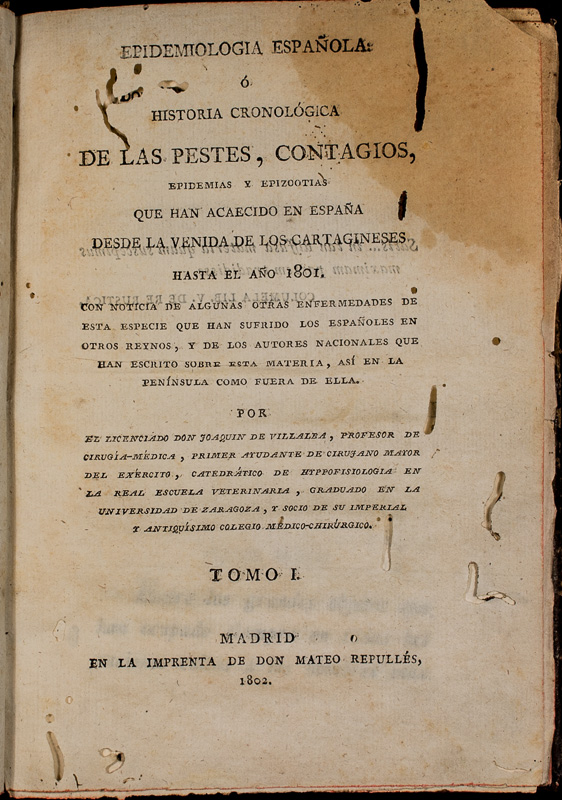 EPIDEMIOLOGIA ESPAÑOLA:
Ó
HISTORIA CRONOLÓGICA
DE LAS PESTES, CONTAGIOS,
EPIDEMIAS Y EPIZOOTIAS
QUE HAN ACAECIDO EN ESPAÑA
DESDE LA VENIDA DE LOS CARTAGINESES,
HASTA EL AÑO 1801.
CON NOTICIA DE ALGUNAS OTRAS ENFERMEDADES DE
ESTA ESPECIE QUE HAN SUFRIDO LOS ESPAÑOLES EN
OTROS REYNOS, Y DE LOS AUTORES NACIONALES QUE
HAN ESCRITO SOBRE ESTA MATERIA, ASÍ EN LA
PENÍNSULA COMO FUERA DE ELLA.
POR
EL LICENCIADO DON JOAQUIN DE VILLALBA, PROFESOR DE
CIRUGÍA-MÉDICA, PRIMER AYUDANTE DE CIRUJANO MAYOR
DEL EXÉRCITO, CATEDRÁTICO DE HYPPOFISIOLOGIA EN
LA REAL ESCUELA VETERINARIA, GRADUADO EN LA
UNIVERSIDAD DE ZARAGOZA, Y SOCIO DE SU IMPERIAL
Y ANTIQUÍSIMO COLEGIO MÉDICO-CHIRÚRGICO.
TOMO I.
MADRID
EN LA IMPRENTA DE DON MATEO REPULLÉS,
1802.